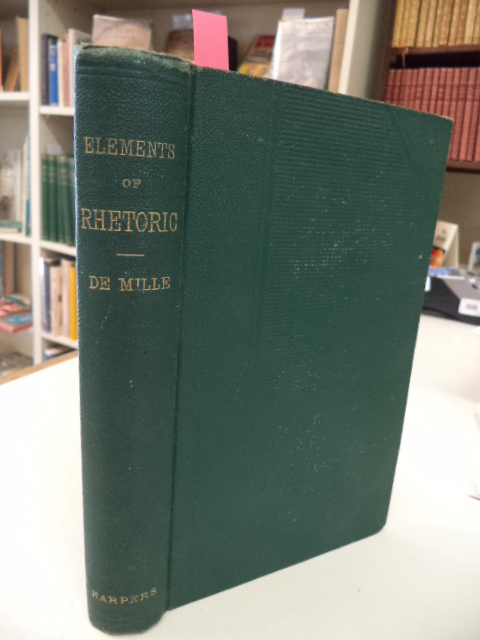 ELEMENTS
OF
RHETORIC
DE MILLE
HARPERS